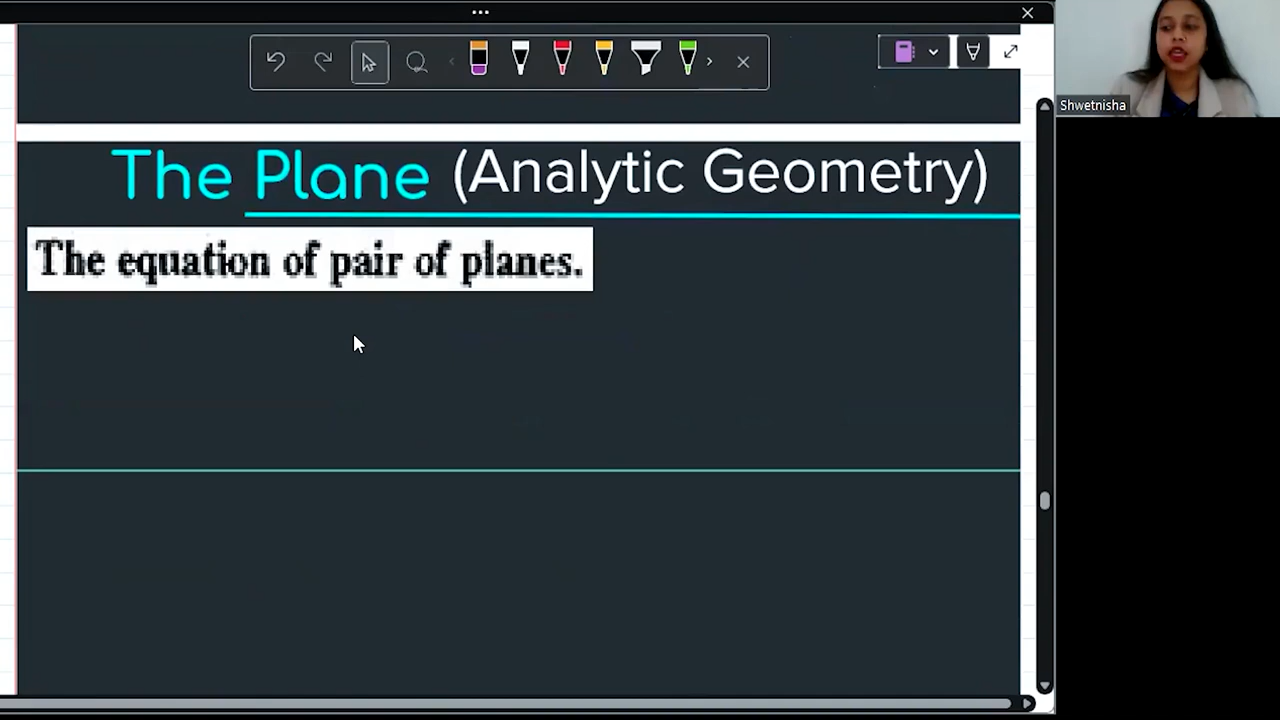 The Plane (Analytic Geometry)
The equation of pair of planes.
Shwetnisha